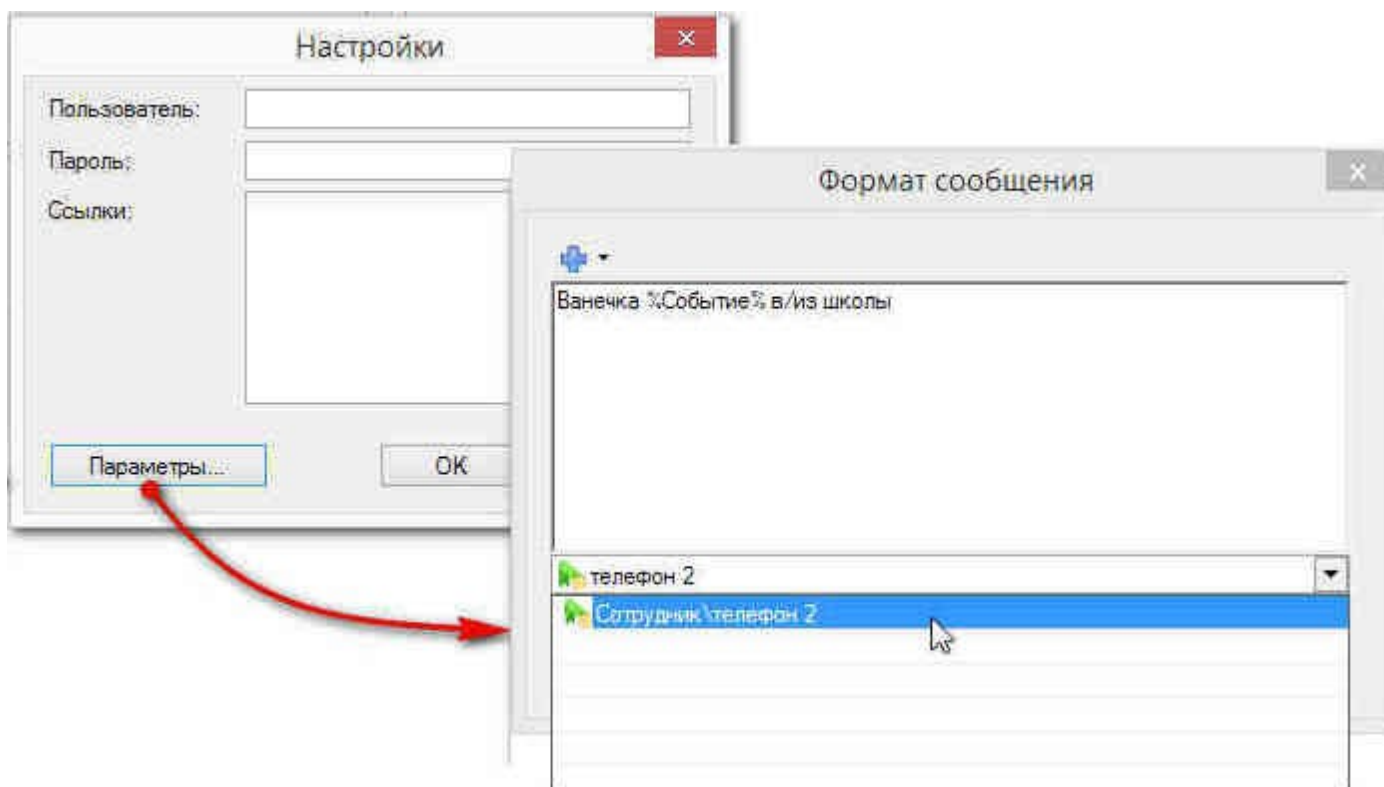 Настройки
Пользователь:
Пароль:
Ссылки:
Параметры...
OK
Формат сообщения
Ванечка %Событие% в/из школы
телефон 2
Сотрудник\телефон 2